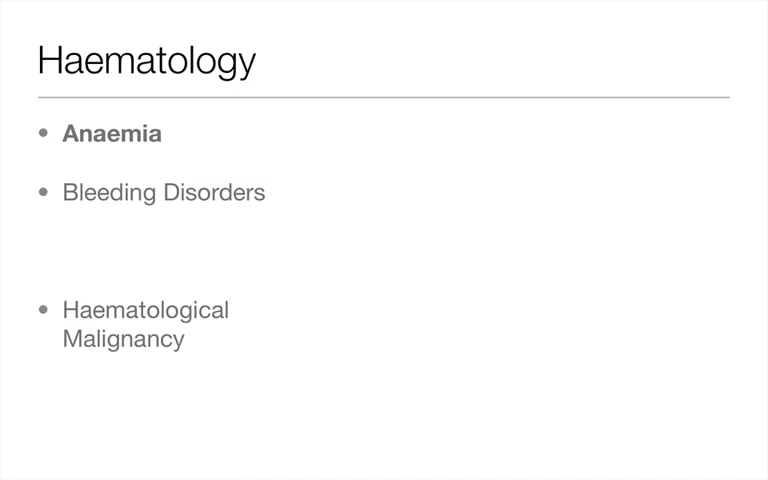 Haematology
• Anaemia
• Bleeding Disorders
• Haematological
Malignancy